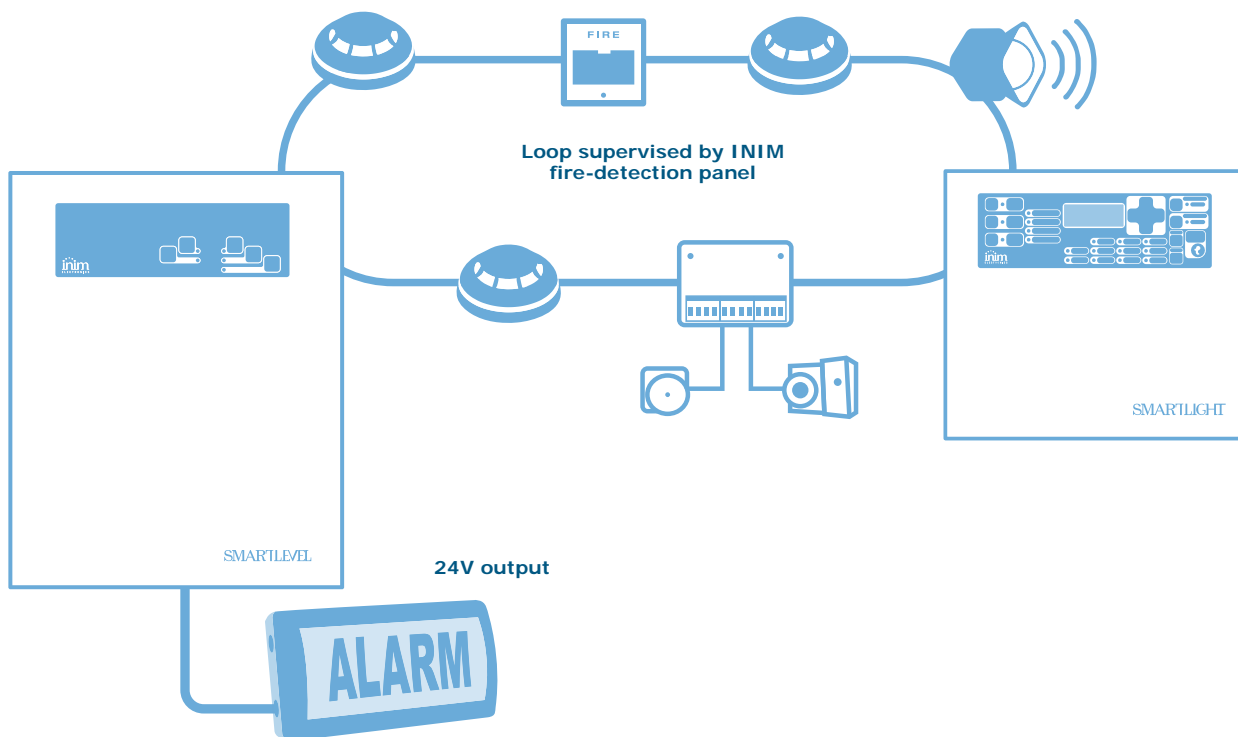 FIRE
Loop supervised by INIM
fire-detection panel
inim
inim
SMARTLIGHT
SMARTLEVEL
24V output
ALARM